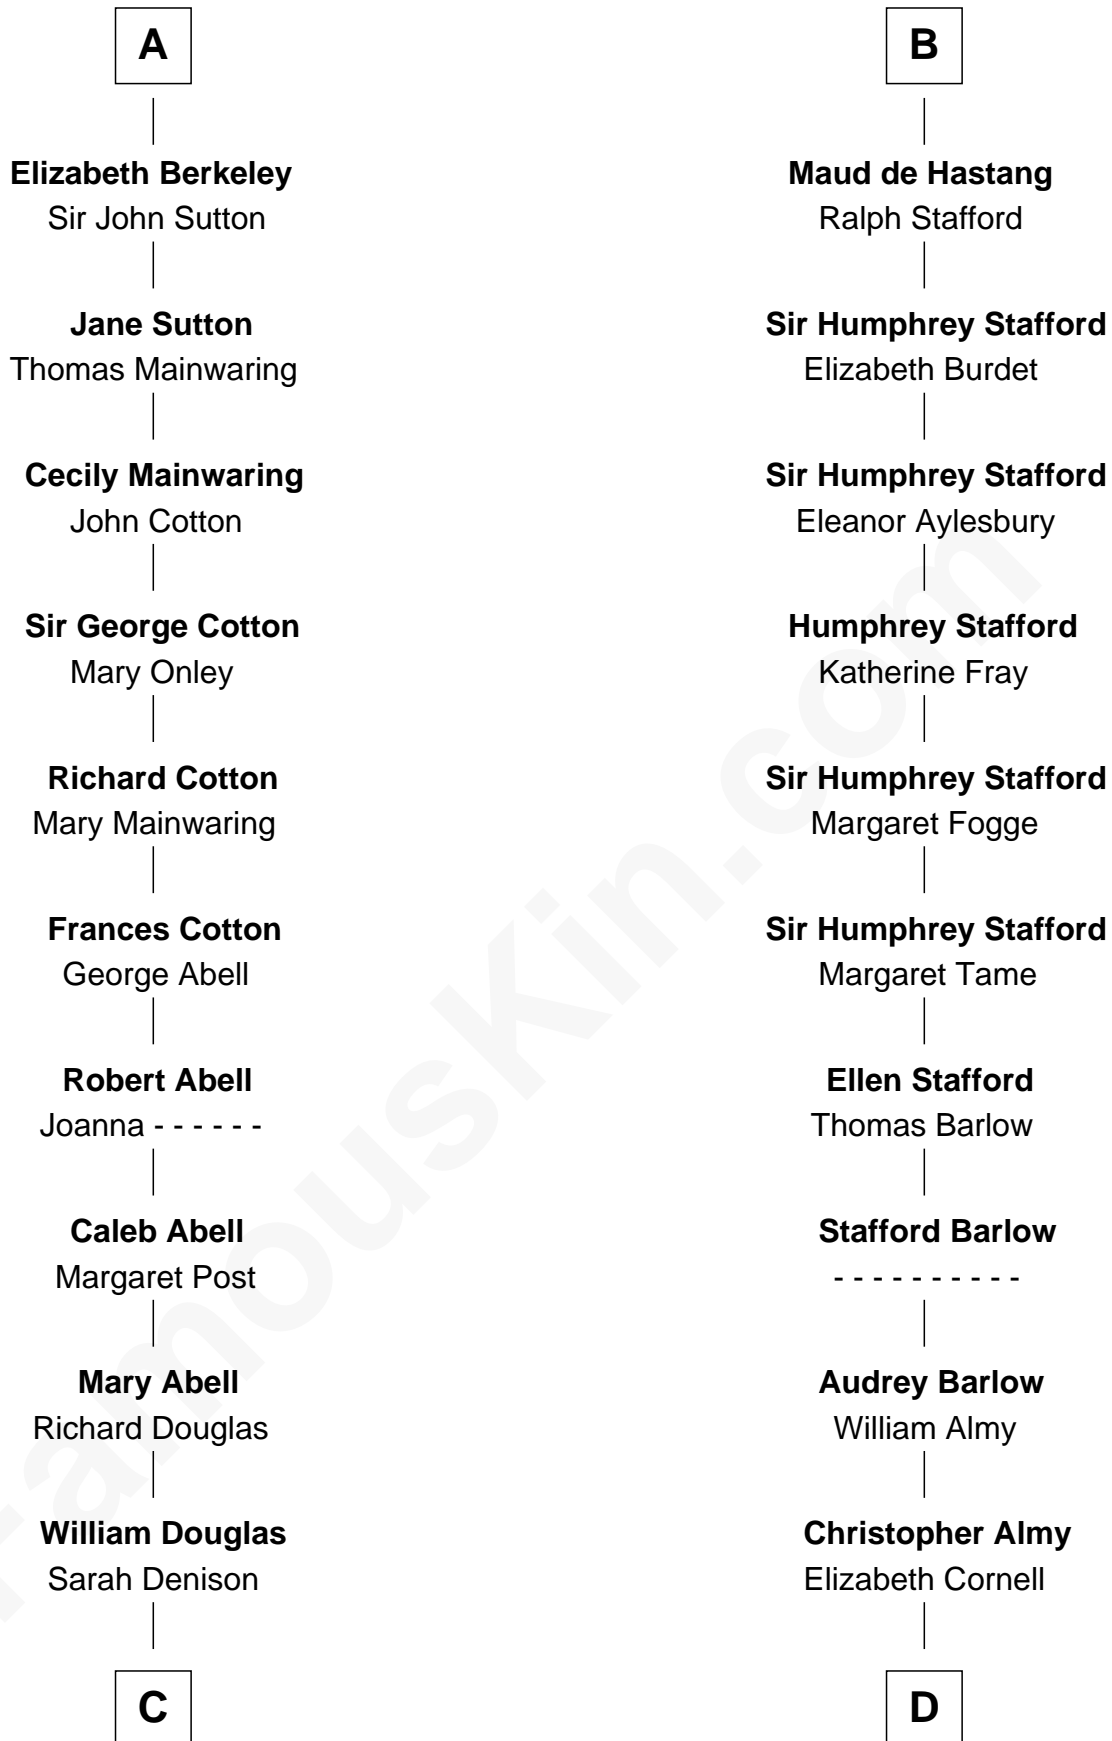 A
Elizabeth Berkeley
Sir John Sutton
Jane Sutton
Thomas Mainwaring
Cecily Mainwaring
John Cotton
Sir George Cotton
Mary Onley
Richard Cotton
Mary Mainwaring
Frances Cotton
George Abell
Robert Abell
Joanna - - - - - -
Caleb Abell
Margaret Post
Mary Abell
Richard Douglas
William Douglas
Sarah Denison
C
B
Maud de Hastang
Ralph Stafford
Sir Humphrey Stafford
Elizabeth Burdet
Sir Humphrey Stafford
Eleanor Aylesbury
Humphrey Stafford
Katherine Fray
Sir Humphrey Stafford
Margaret Fogge
Sir Humphrey Stafford
Margaret Tame
Ellen Stafford
Thomas Barlow
Stafford Barlow
- - - - - - - - - -
Audrey Barlow
William Almy
Christopher Almy
Elizabeth Cornell
D
FamousKin.com